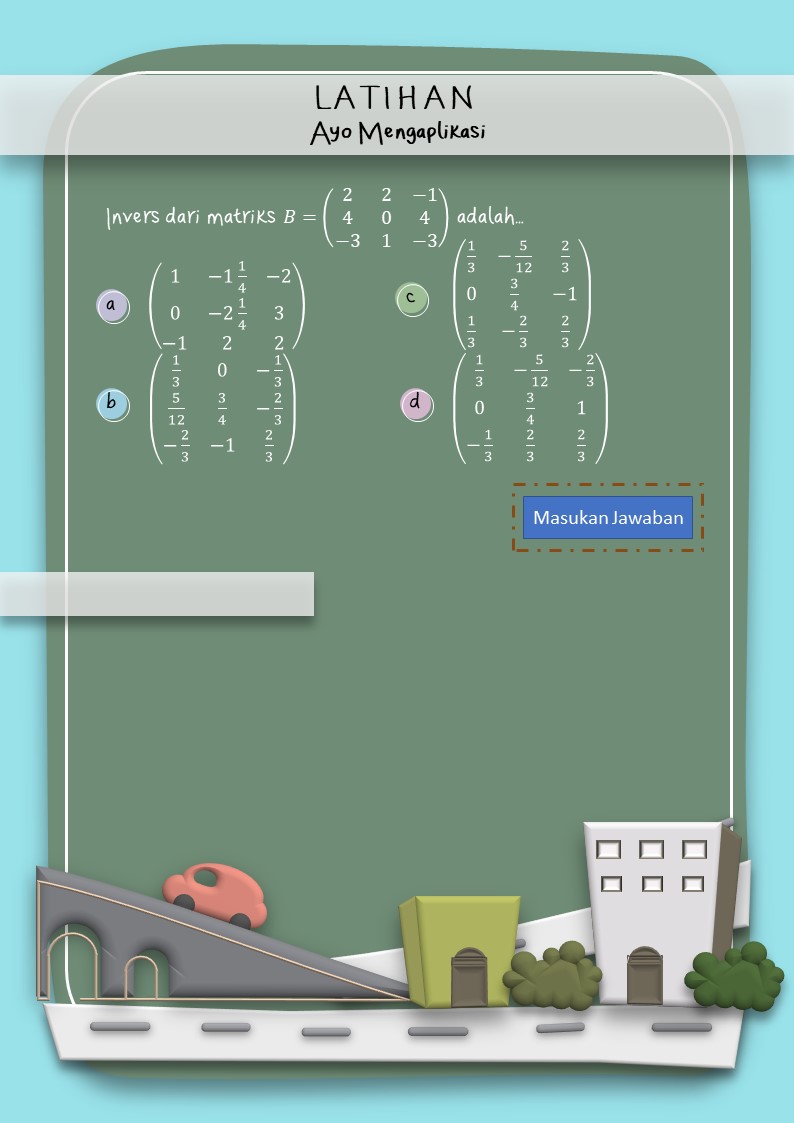 LATIHAN
Ayo Mengaplikasi
Invers dari matriks B = (2 2 −1
4 0 4
−3 1 −3) adalah...
a
(1 −1 1/4 −2
0 −2 1/4 3
−1 2 2)
b
(1/3 0 −1/3
5/12 3/4 −2/3
−2/3 −1 2/3)
c
(1/3 −5/12 2/3
0 3/4 −1
1/3 −2/3 2/3)
d
(1/3 −5/12 −2/3
0 3/4 1
−1/3 2/3 2/3)
Masukan Jawaban